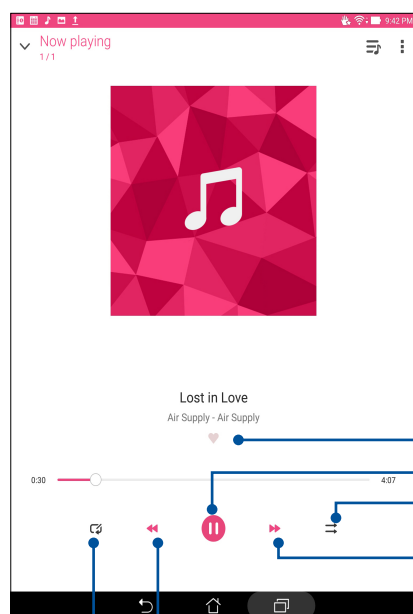 9:42 PM
Now playing
1/1
Lost in Love
Air Supply - Air Supply
0:30
4:07